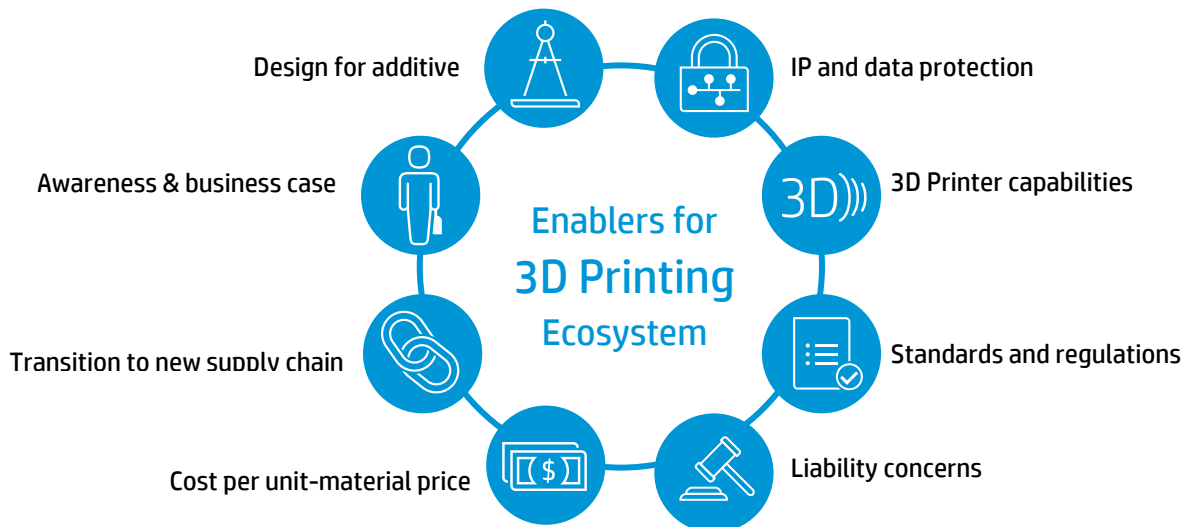 Design for additive
IP and data protection
Awareness & business case
3D)))
3D Printer capabilities
Enablers for
3D Printing
Ecosystem
Transition to new supply chain
Standards and regulations
$
Cost per unit-material price
Liability concerns